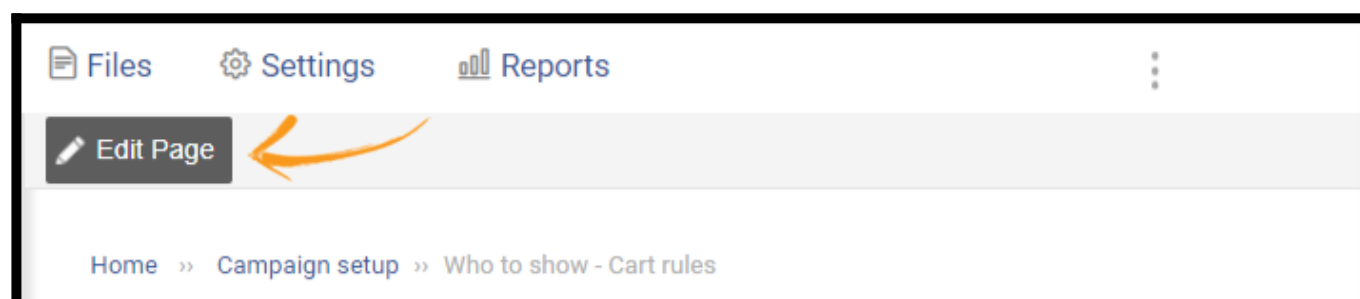 Files Settings Reports
Edit Page
Home ›› Campaign setup ›› Who to show - Cart rules